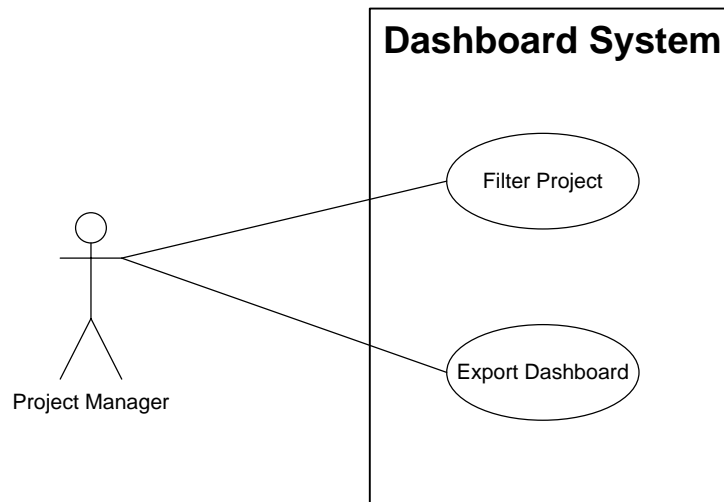 Dashboard System
Filter Project
Export Dashboard
Project Manager